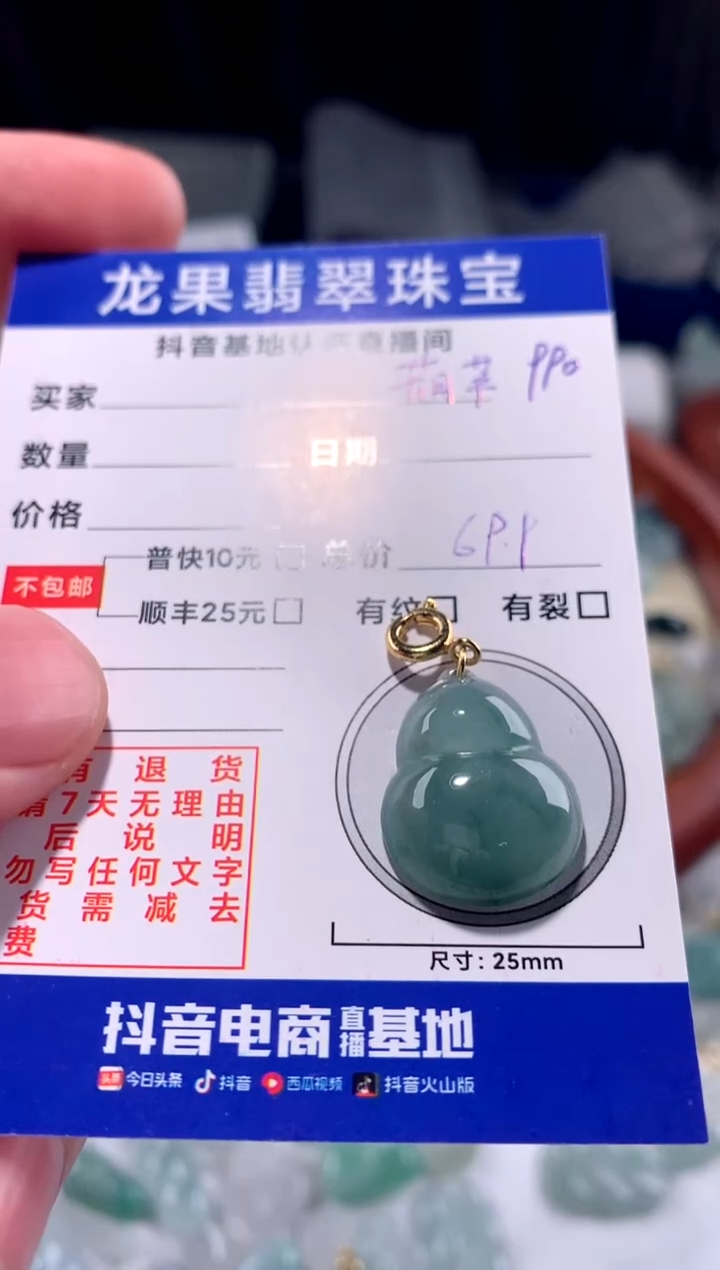 龙果翡翠珠宝
抖音基地 直播间
买家
数量 日期
价格
普快10元 总价
不包邮
顺丰25元 有纹 有裂
退货
7天无理由
后说明
勿写任何文字
货需减去
费
尺寸：25mm
抖音电商直播基地
今日头条 抖音 西瓜视频 抖音火山版